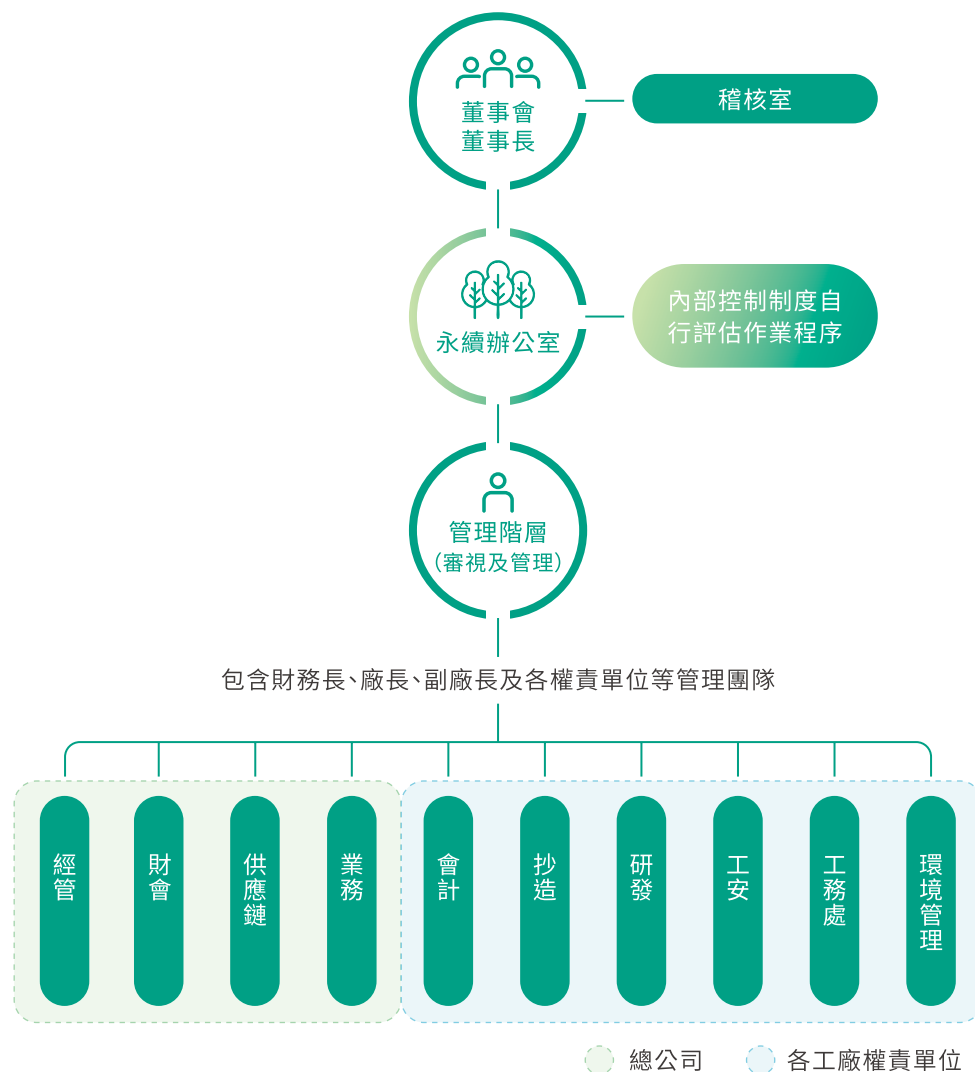 董事會
董事長
稽核室
永續辦公室
內部控制制度自
行評估作業程序
管理階層
(審視及管理)
包含財務長、廠長、副廠長及各權責單位等管理團隊
經管
財會
供應鏈
業務
會計
抄造
研發
工安
工務處
環境管理
總公司
各工廠權責單位